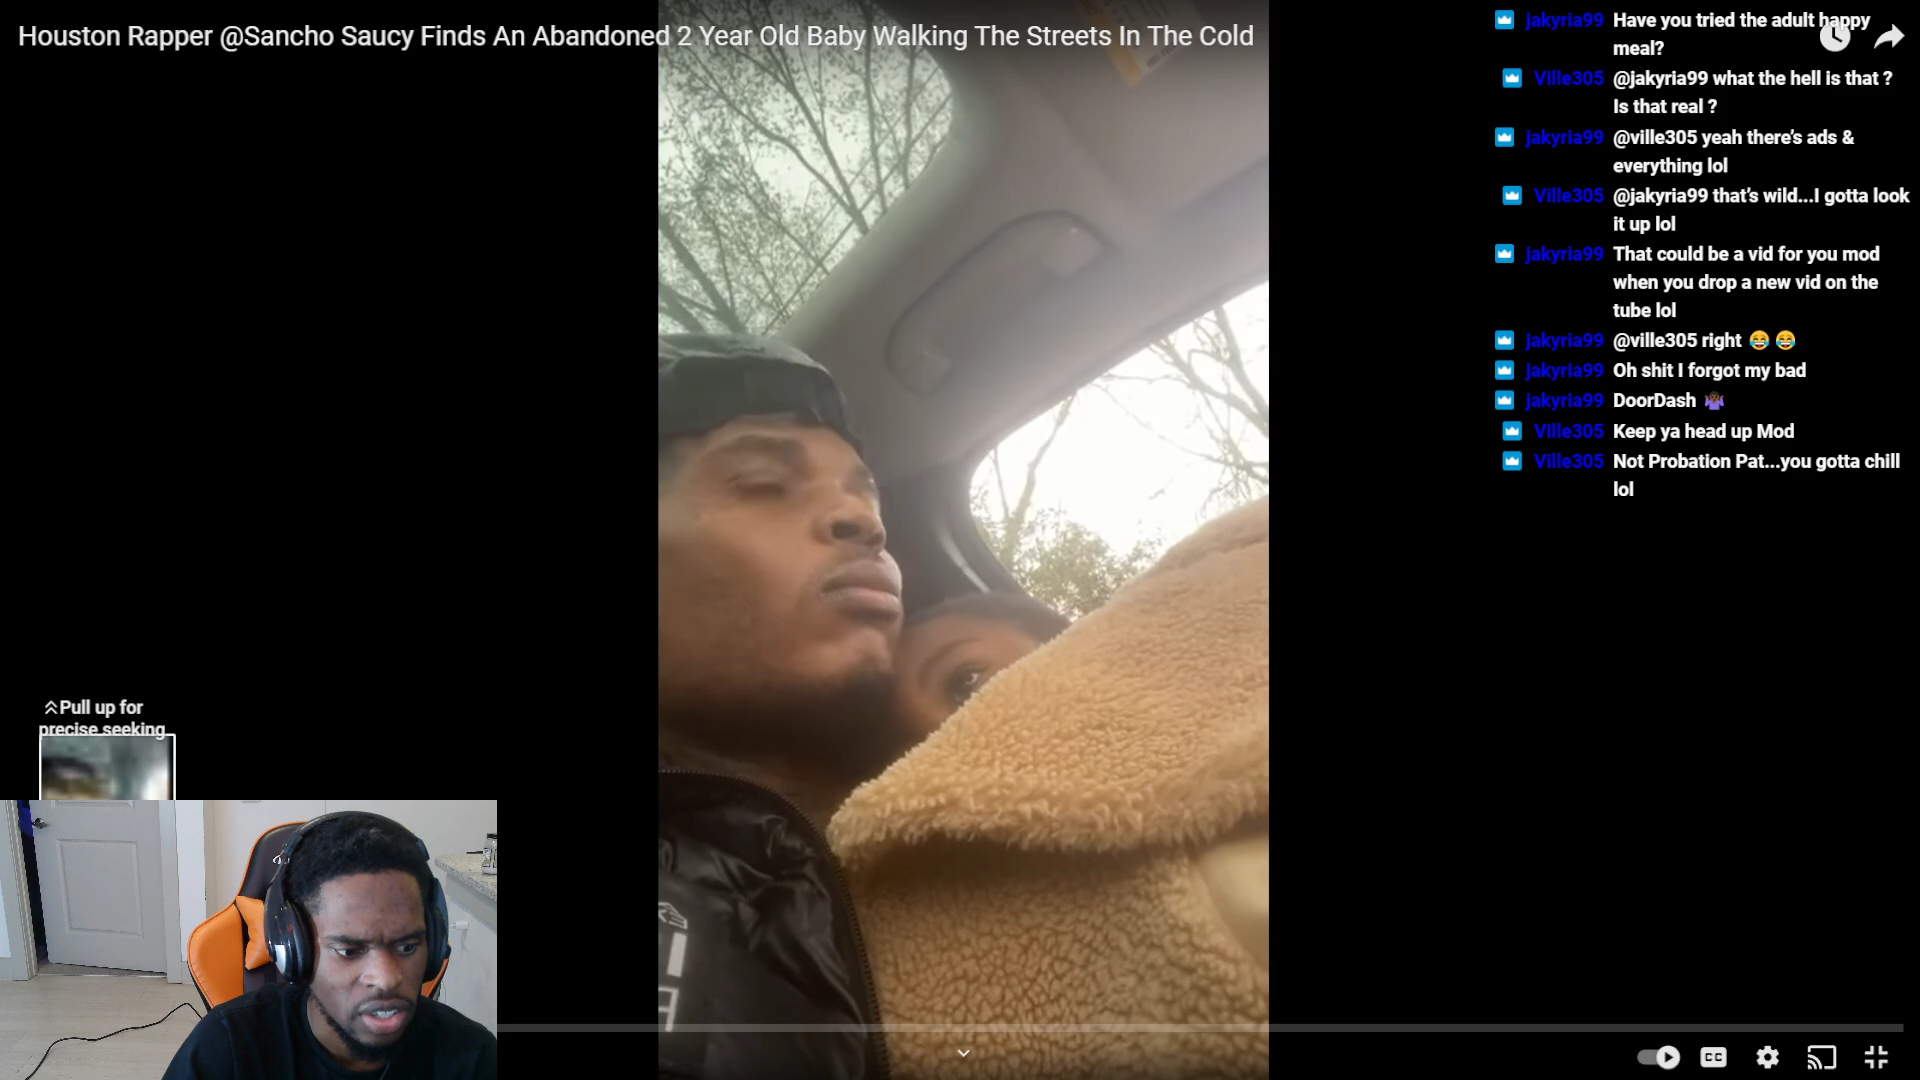 Houston Rapper @Sancho Saucy Finds An Abandoned 2 Year Old Baby Walking The Streets In The Cold
jakyria99 Have you tried the adult happy
meal?
Ville305 @jakyria99 what the hell is that ?
Is that real ?
jakyria99 @ville305 yeah there's ads &
everything lol
Ville305 @jakyria99 that's wild...I gotta look
it up lol
jakyria99 That could be a vid for you mod
when you drop a new vid on the
tube lol
jakyria99 @ville305 right 😂 😂
jakyria99 Oh shit I forgot my bad
jakyria99 DoorDash 🤷🏾‍♀️
Ville305 Keep ya head up Mod
Ville305 Not Probation Pat...you gotta chill
lol
Pull up for
precise seeking
CC